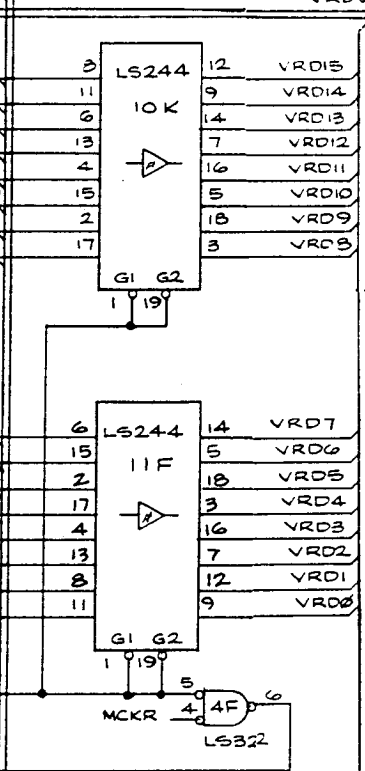 8 LS244 12 VRD15
11 10K 9 VRD14
6 14 VRD13
13 7 VRD12
4 16 VRD11
15 5 VRD10
2 18 VRD9
17 3 VRD8
G1 G2
1 19
6 LS244 14 VRD7
15 11F 5 VRD6
2 18 VRD5
17 3 VRD4
4 16 VRD3
13 7 VRD2
8 12 VRD1
11 9 VRDØ
G1 G2
1 19
5 4F 6
MCKR 4
LS322